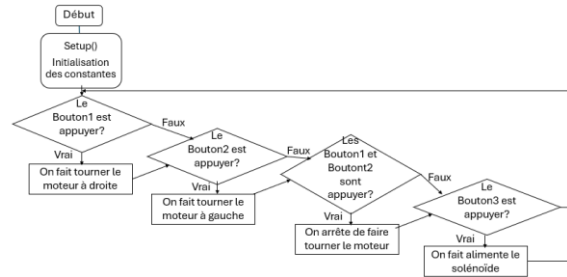 Début
Setup()
Initialisation
des constantes
Le
Bouton1 est
appuyer?
Faux
Vrai
On fait tourner le
moteur à droite
Le
Bouton2 est
appuyer?
Faux
Vrai
On fait tourner le
moteur à gauche
Les
Bouton1 et
Boutont2
sont
appuyer?
Faux
Vrai
On arrête de faire
tourner le moteur
Le
Bouton3 est
appuyer?
Vrai
On fait alimente le
solénoïde